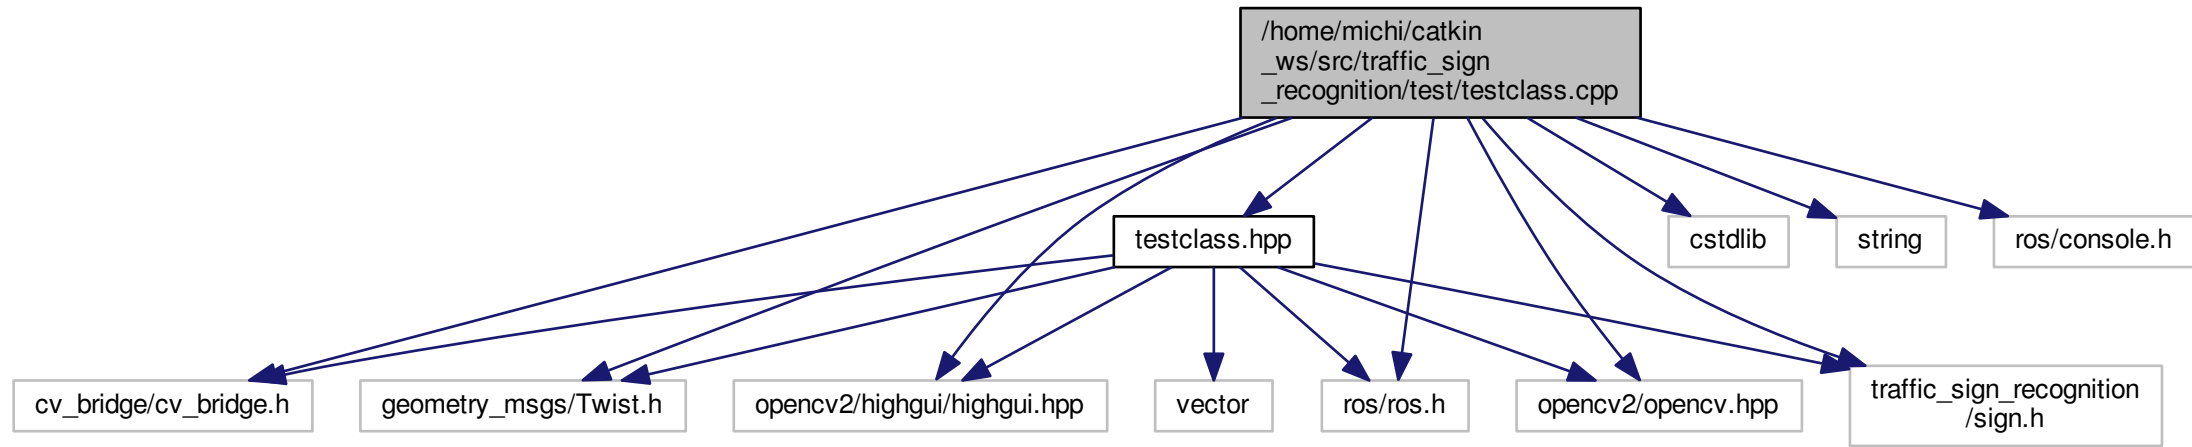 /home/michi/catkin
_ws/src/traffic_sign
_recognition/test/testclass.cpp
testclass.hpp
cstdlib
string
ros/console.h
cv_bridge/cv_bridge.h
geometry_msgs/Twist.h
opencv2/highgui/highgui.hpp
vector
ros/ros.h
opencv2/opencv.hpp
traffic_sign_recognition
/sign.h